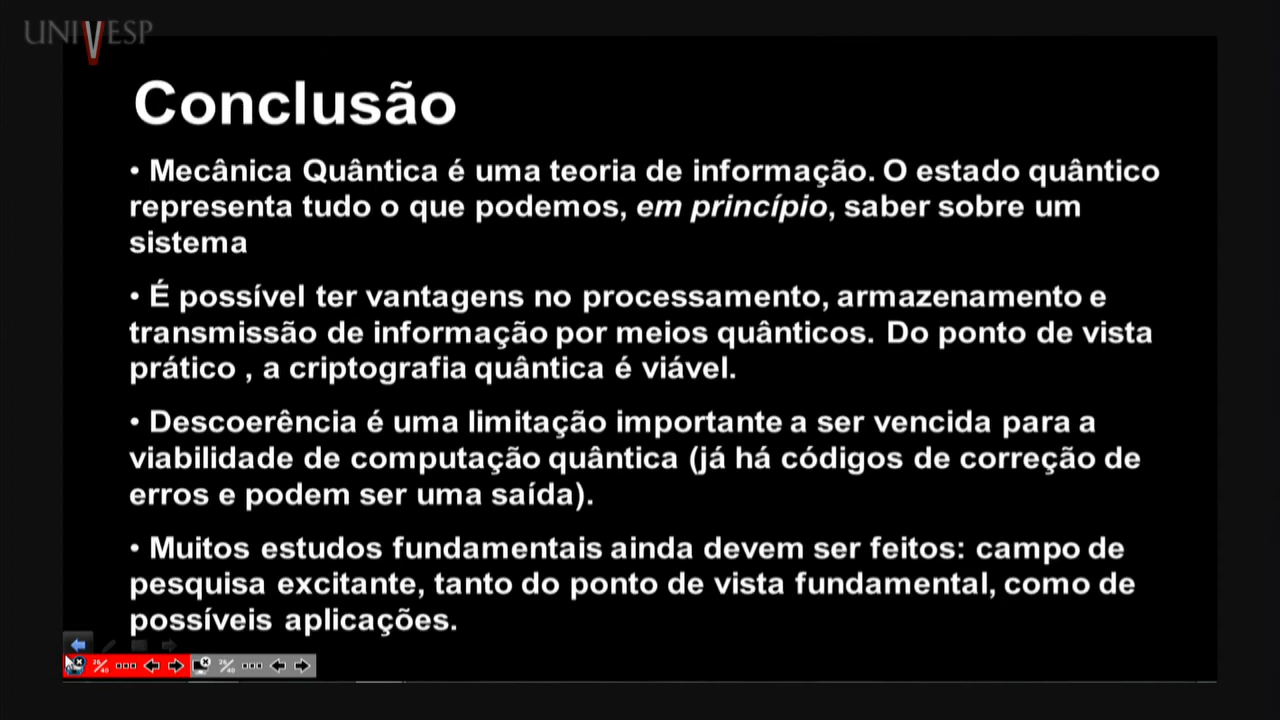 UNIVESP
Conclusão
• Mecânica Quântica é uma teoria de informação. O estado quântico
representa tudo o que podemos, em princípio, saber sobre um
sistema
• É possível ter vantagens no processamento, armazenamento e
transmissão de informação por meios quânticos. Do ponto de vista
prático , a criptografia quântica é viável.
• Descoerência é uma limitação importante a ser vencida para a
viabilidade de computação quântica (já há códigos de correção de
erros e podem ser uma saída).
• Muitos estudos fundamentais ainda devem ser feitos: campo de
pesquisa excitante, tanto do ponto de vista fundamental, como de
possíveis aplicações.